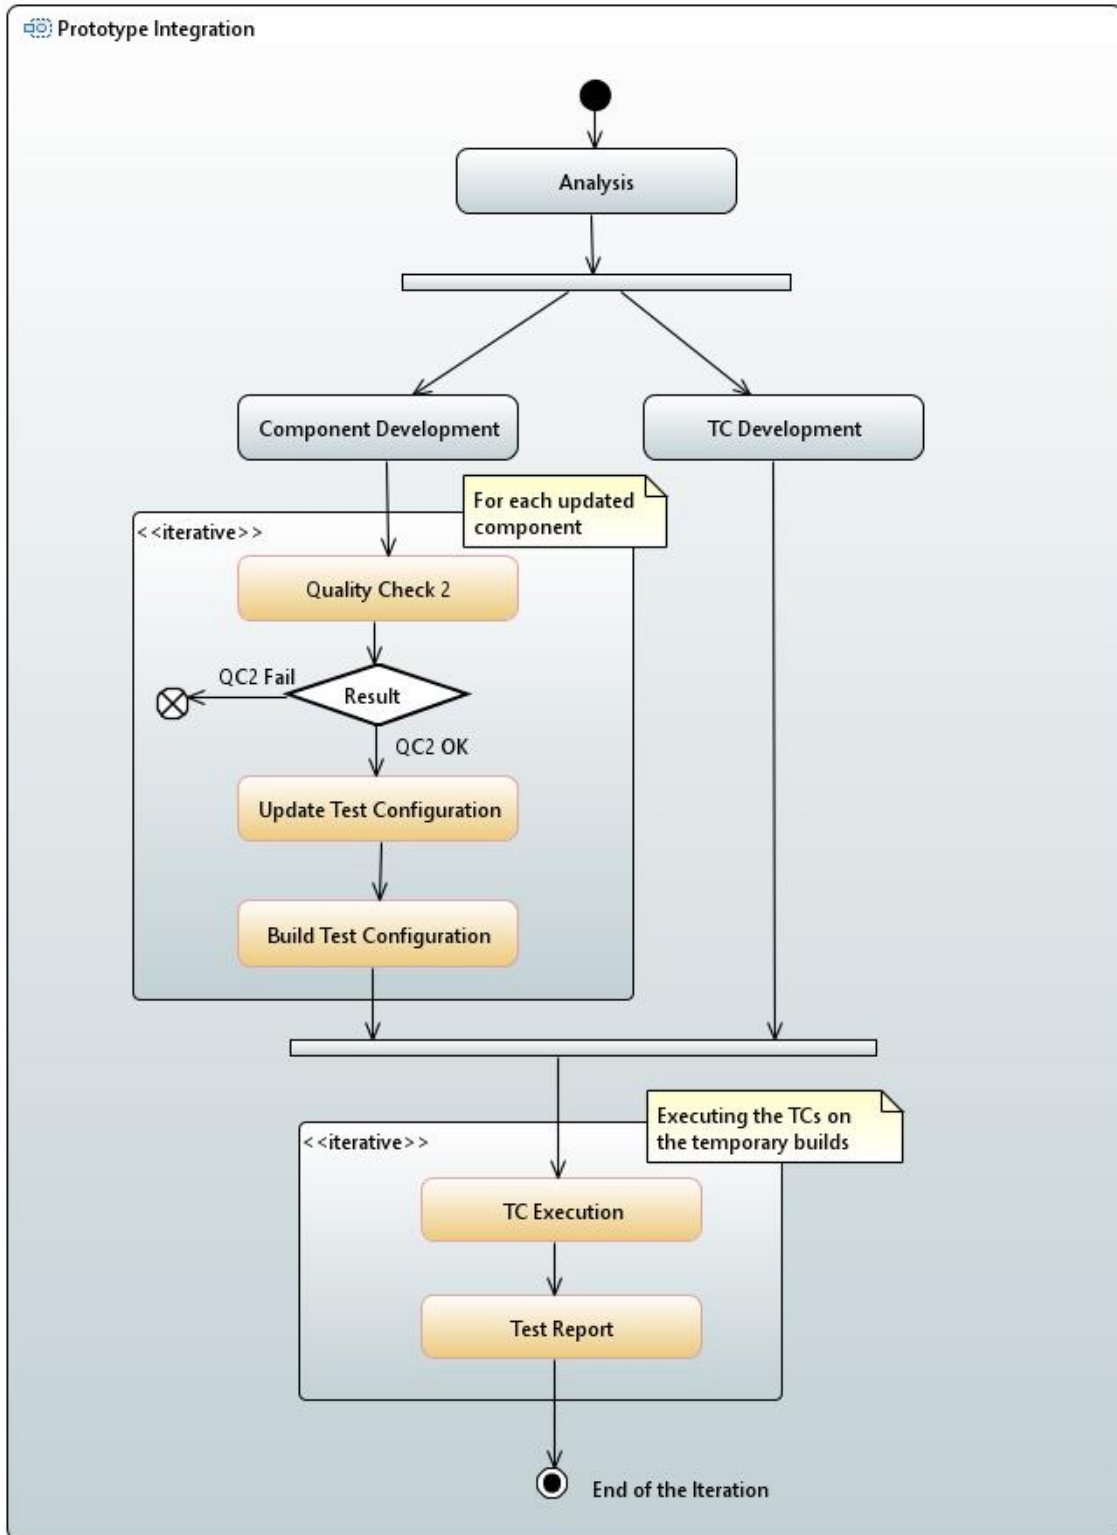 Prototype Integration
Analysis
Component Development
TC Development
For each updated
component
<<iterative>>
Quality Check 2
QC2 Fail
Result
QC2 OK
Update Test Configuration
Build Test Configuration
Executing the TCs on
the temporary builds
<<iterative>>
TC Execution
Test Report
End of the Iteration